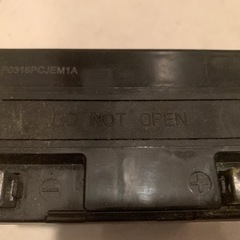 P0316PCJEM1A
DO NOT OPEN